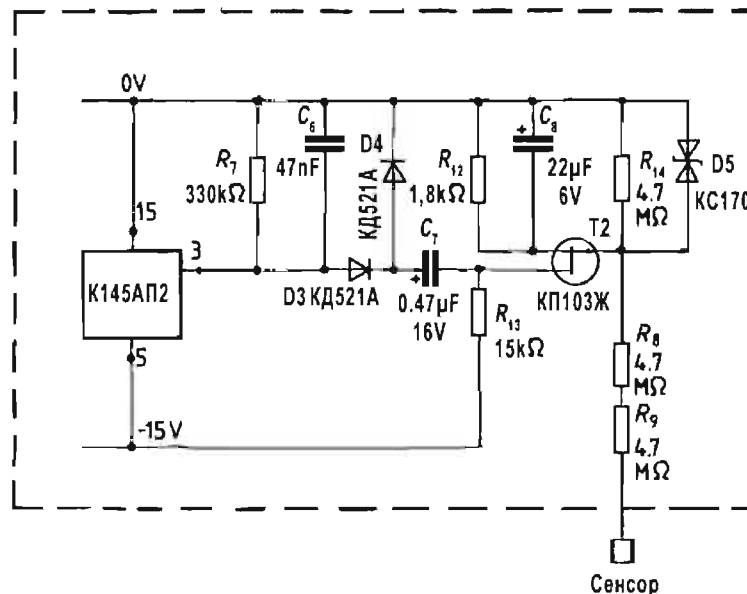 0V
C₆
47nF
D4
КД521А
R₇
330kΩ
R₁₂
1,8kΩ
C₈
+
22μF
6V
R₁₄
4.7
MΩ
D5
КС170
15
3
К145АП2
5
-15V
D3 КД521А
C₇
+
0.47μF
16V
R₁₃
15kΩ
T2
КП103Ж
R₈
4.7
MΩ
R₉
4.7
MΩ
Сенсор